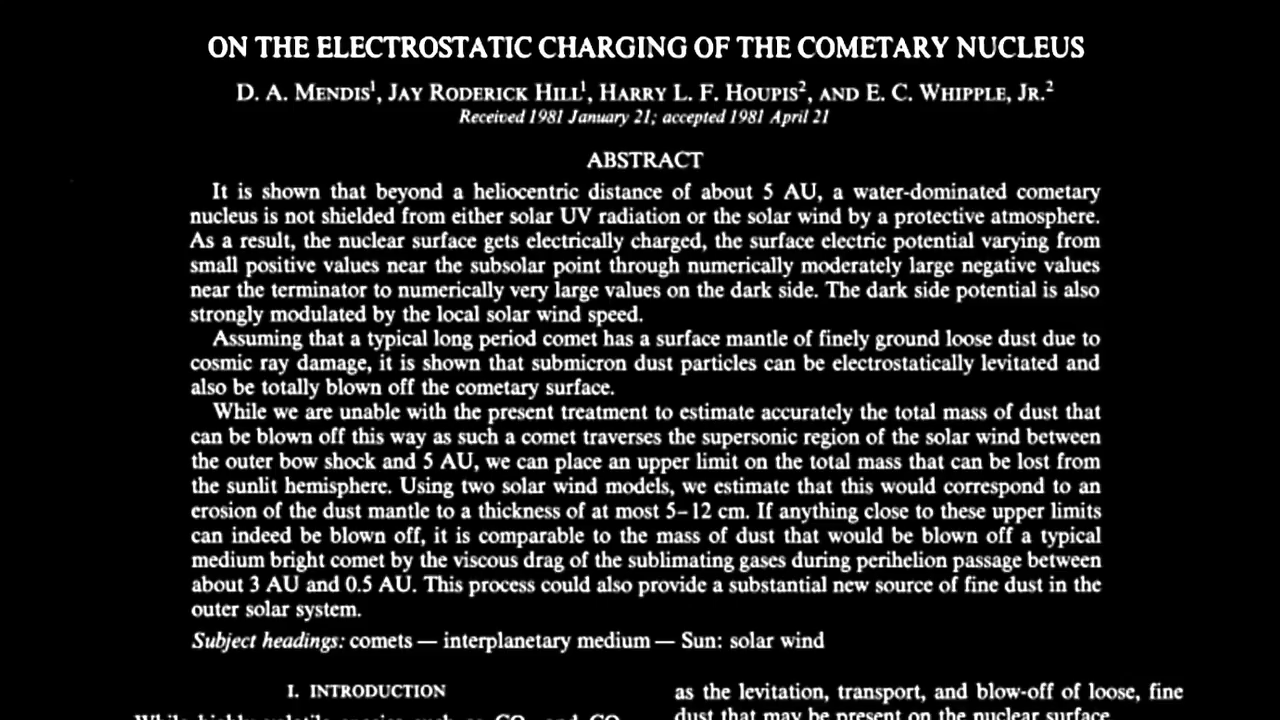 ON THE ELECTROSTATIC CHARGING OF THE COMETARY NUCLEUS
D. A. MENDIS¹, JAY RODERICK HILL¹, HARRY L. F. HOUPIS², AND E. C. WHIPPLE, JR.²
Received 1981 January 21; accepted 1981 April 21
ABSTRACT
It is shown that beyond a heliocentric distance of about 5 AU, a water-dominated cometary
nucleus is not shielded from either solar UV radiation or the solar wind by a protective atmosphere.
As a result, the nuclear surface gets electrically charged, the surface electric potential varying from
small positive values near the subsolar point through numerically moderately large negative values
near the terminator to numerically very large values on the dark side. The dark side potential is also
strongly modulated by the local solar wind speed.
Assuming that a typical long period comet has a surface mantle of finely ground loose dust due to
cosmic ray damage, it is shown that submicron dust particles can be electrostatically levitated and
also be totally blown off the cometary surface.
While we are unable with the present treatment to estimate accurately the total mass of dust that
can be blown off this way as such a comet traverses the supersonic region of the solar wind between
the outer bow shock and 5 AU, we can place an upper limit on the total mass that can be lost from
the sunlit hemisphere. Using two solar wind models, we estimate that this would correspond to an
erosion of the dust mantle to a thickness of at most 5–12 cm. If anything close to these upper limits
can indeed be blown off, it is comparable to the mass of dust that would be blown off a typical
medium bright comet by the viscous drag of the sublimating gases during perihelion passage between
about 3 AU and 0.5 AU. This process could also provide a substantial new source of fine dust in the
outer solar system.
Subject headings: comets — interplanetary medium — Sun: solar wind
I. INTRODUCTION
as the levitation, transport, and blow-off of loose, fine
dust that may be present on the nuclear surface